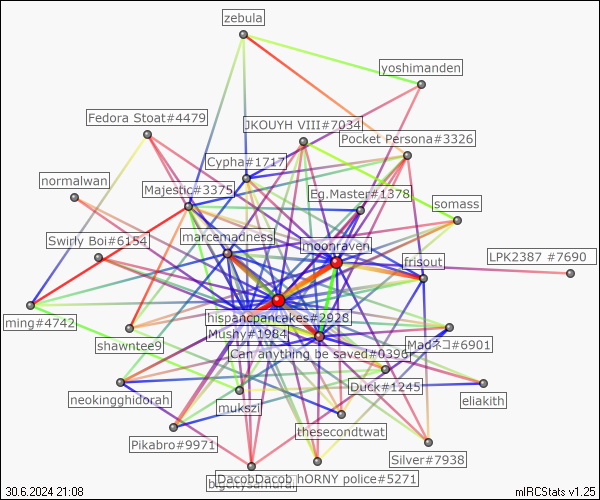 zebula
yoshimanden
Fedora Stoat#4479
JKOUYH VIII#7034
Pocket Persona#3326
Cypha#1717
normalwan
Majestic#3375
Eg.Master#1378
somass
Swirly Boi#6154
marcemadness
moonraven
frisout
LPK2387 #7690
ming#4742
hispancpancakes#2928
Mushy#1984
shawntee9
Can anything be saved#0396
Madネコ#6901
neokingghidorah
Duck#1245
eliakith
mukszi
thesecondtwat
Pikabro#9971
Silver#7938
DacobDacob hORNY police#5271
bigcitysamurai
30.6.2024 21:08
mIRCStats v1.25